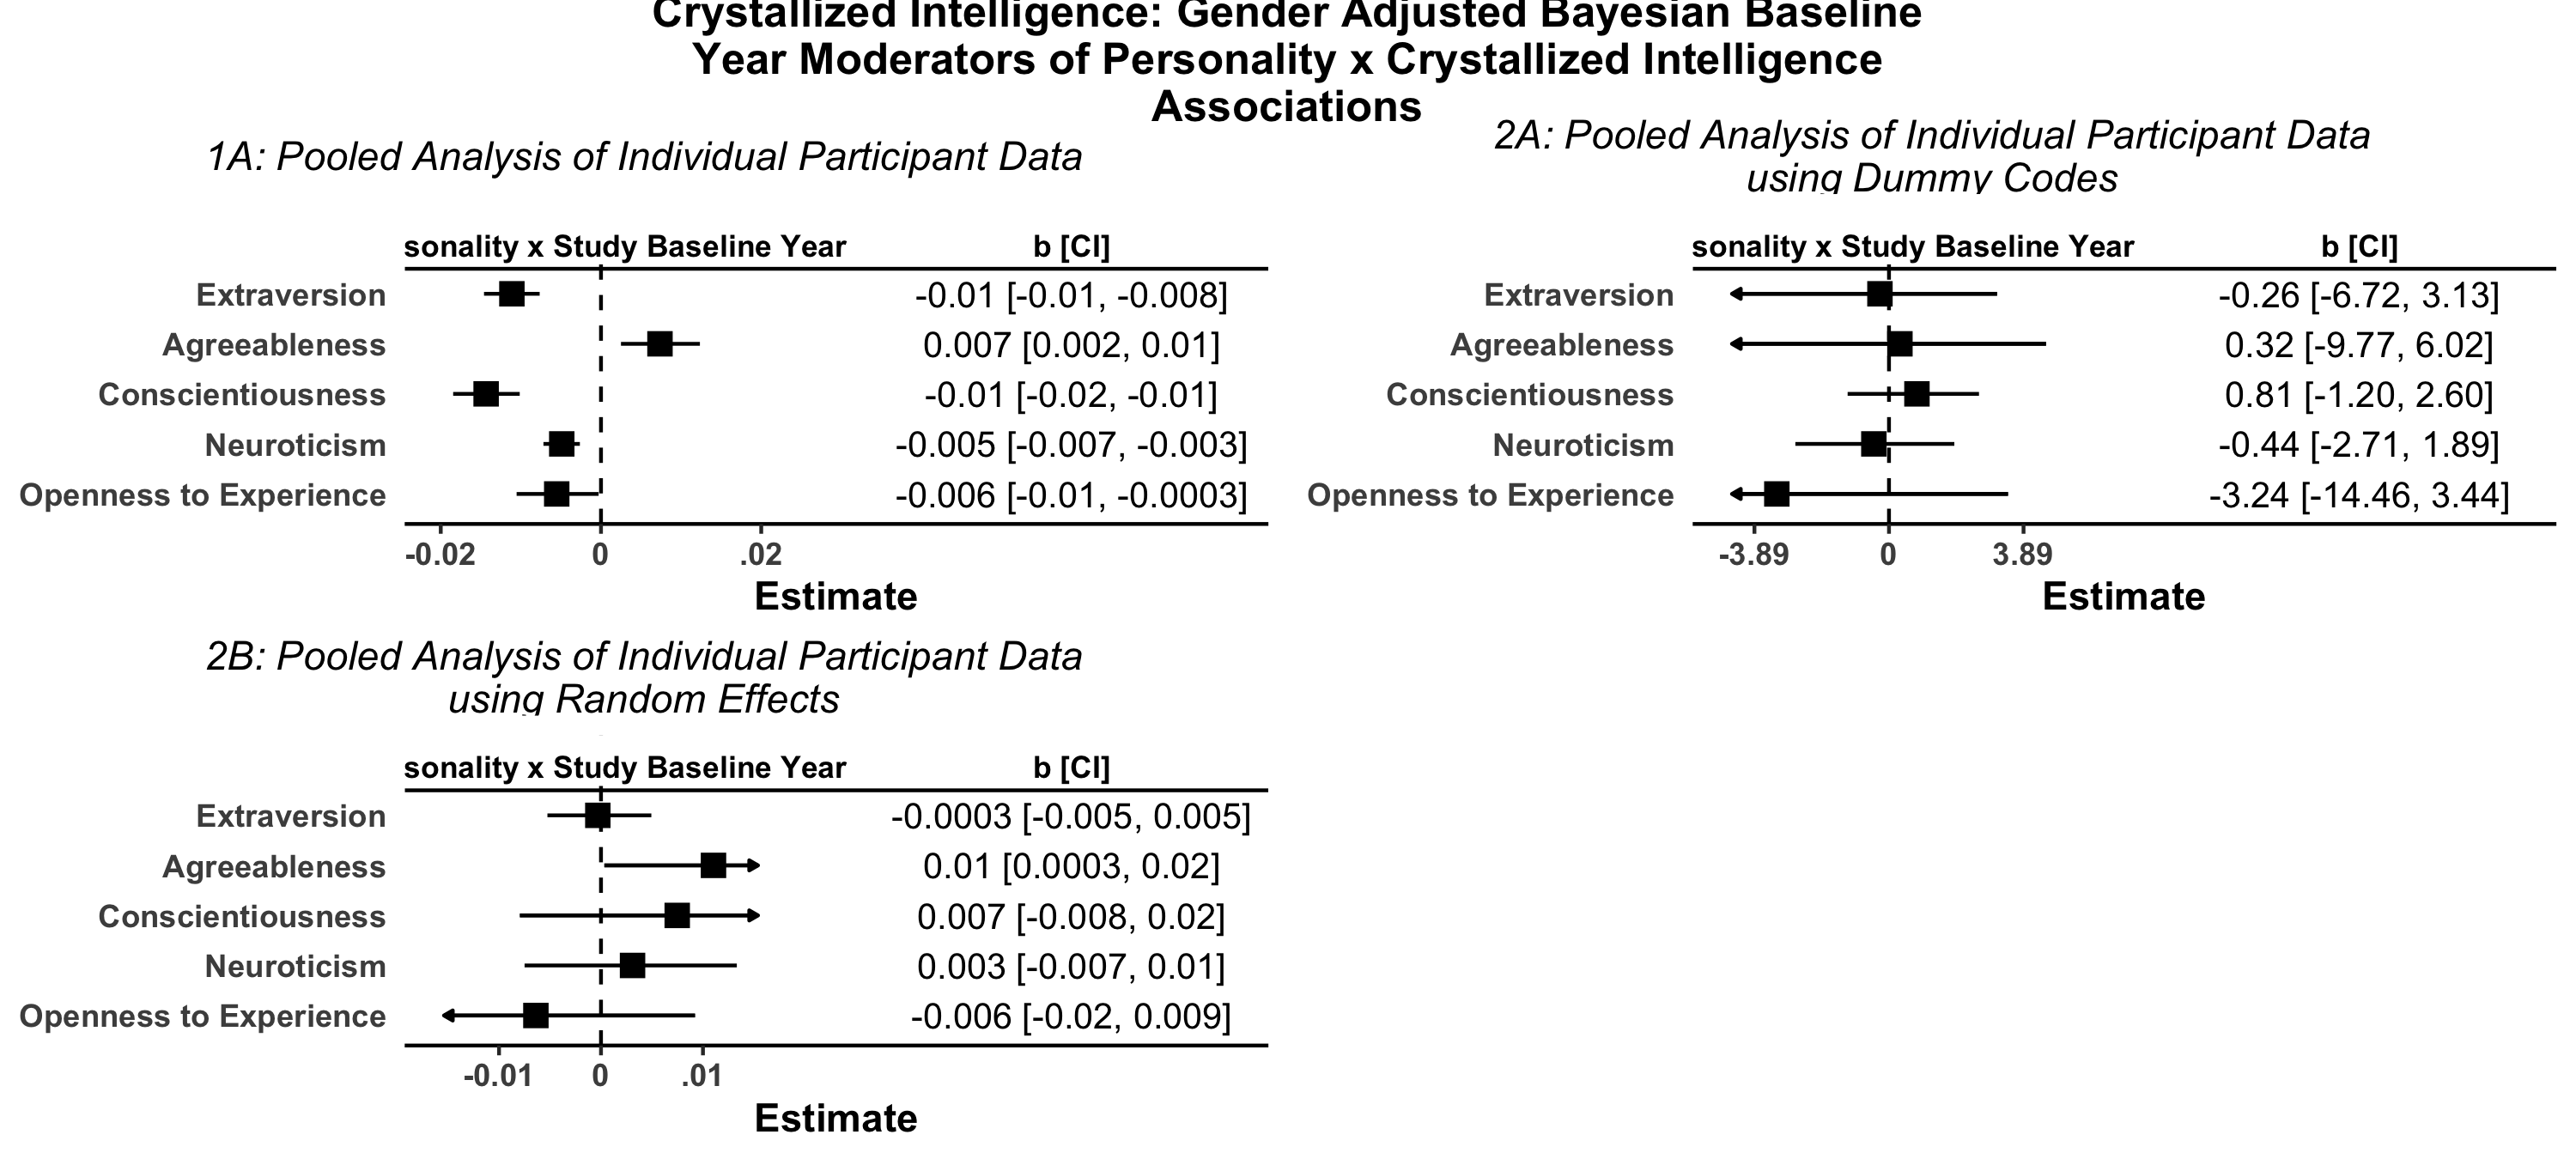 Crystallized Intelligence: Gender Adjusted Bayesian Baseline
Year Moderators of Personality x Crystallized Intelligence
Associations
1A: Pooled Analysis of Individual Participant Data
sonality x Study Baseline Year b [CI]
Extraversion -0.01 [-0.01, -0.008]
Agreeableness 0.007 [0.002, 0.01]
Conscientiousness -0.01 [-0.02, -0.01]
Neuroticism -0.005 [-0.007, -0.003]
Openness to Experience -0.006 [-0.01, -0.0003]
-0.02 0 .02
Estimate
2A: Pooled Analysis of Individual Participant Data
using Dummy Codes
sonality x Study Baseline Year b [CI]
Extraversion -0.26 [-6.72, 3.13]
Agreeableness 0.32 [-9.77, 6.02]
Conscientiousness 0.81 [-1.20, 2.60]
Neuroticism -0.44 [-2.71, 1.89]
Openness to Experience -3.24 [-14.46, 3.44]
-3.89 0 3.89
Estimate
2B: Pooled Analysis of Individual Participant Data
using Random Effects
sonality x Study Baseline Year b [CI]
Extraversion -0.0003 [-0.005, 0.005]
Agreeableness 0.01 [0.0003, 0.02]
Conscientiousness 0.007 [-0.008, 0.02]
Neuroticism 0.003 [-0.007, 0.01]
Openness to Experience -0.006 [-0.02, 0.009]
-0.01 0 .01
Estimate